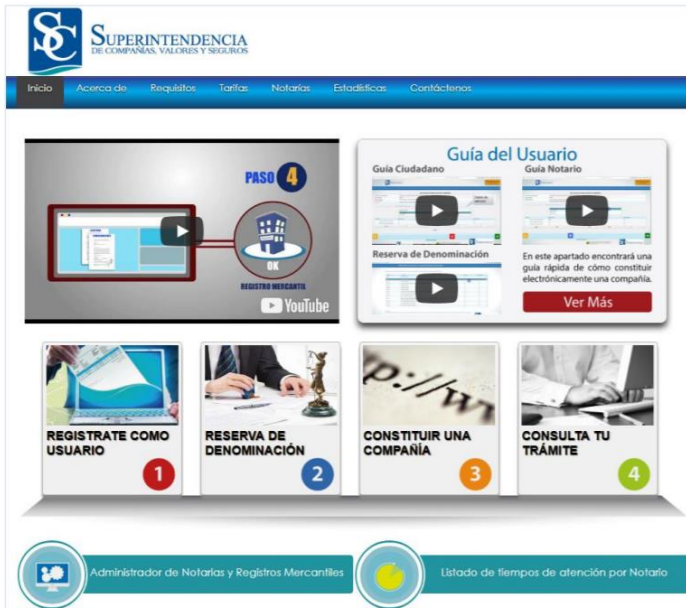 SC
SUPERINTENDENCIA
DE COMPAÑÍAS, VALORES Y SEGUROS
Inicio Acerca de Requisitos Tarifas Notarías Estadísticas Contáctenos
PASO 4
OK
REGISTRO MERCANTIL
YouTube
Guía del Usuario
Guía Ciudadano
Guía Notario
Reserva de Denominación
En este apartado encontrará una
guía rápida de cómo constituir
electrónicamente una compañía.
Ver Más
p://w
REGISTRATE COMO
USUARIO
1
RESERVA DE
DENOMINACIÓN
2
CONSTITUIR UNA
COMPAÑÍA
3
CONSULTA TU
TRÁMITE
4
Administrador de Notarias y Registros Mercantiles
Listado de tiempos de atención por Notario